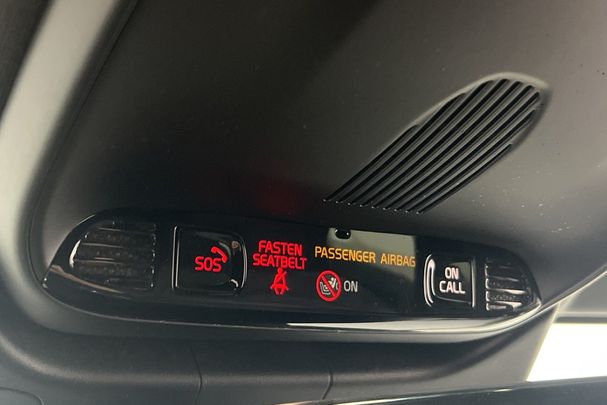 SOS
FASTEN
SEATBELT
PASSENGER AIRBAG
ON
ON
CALL